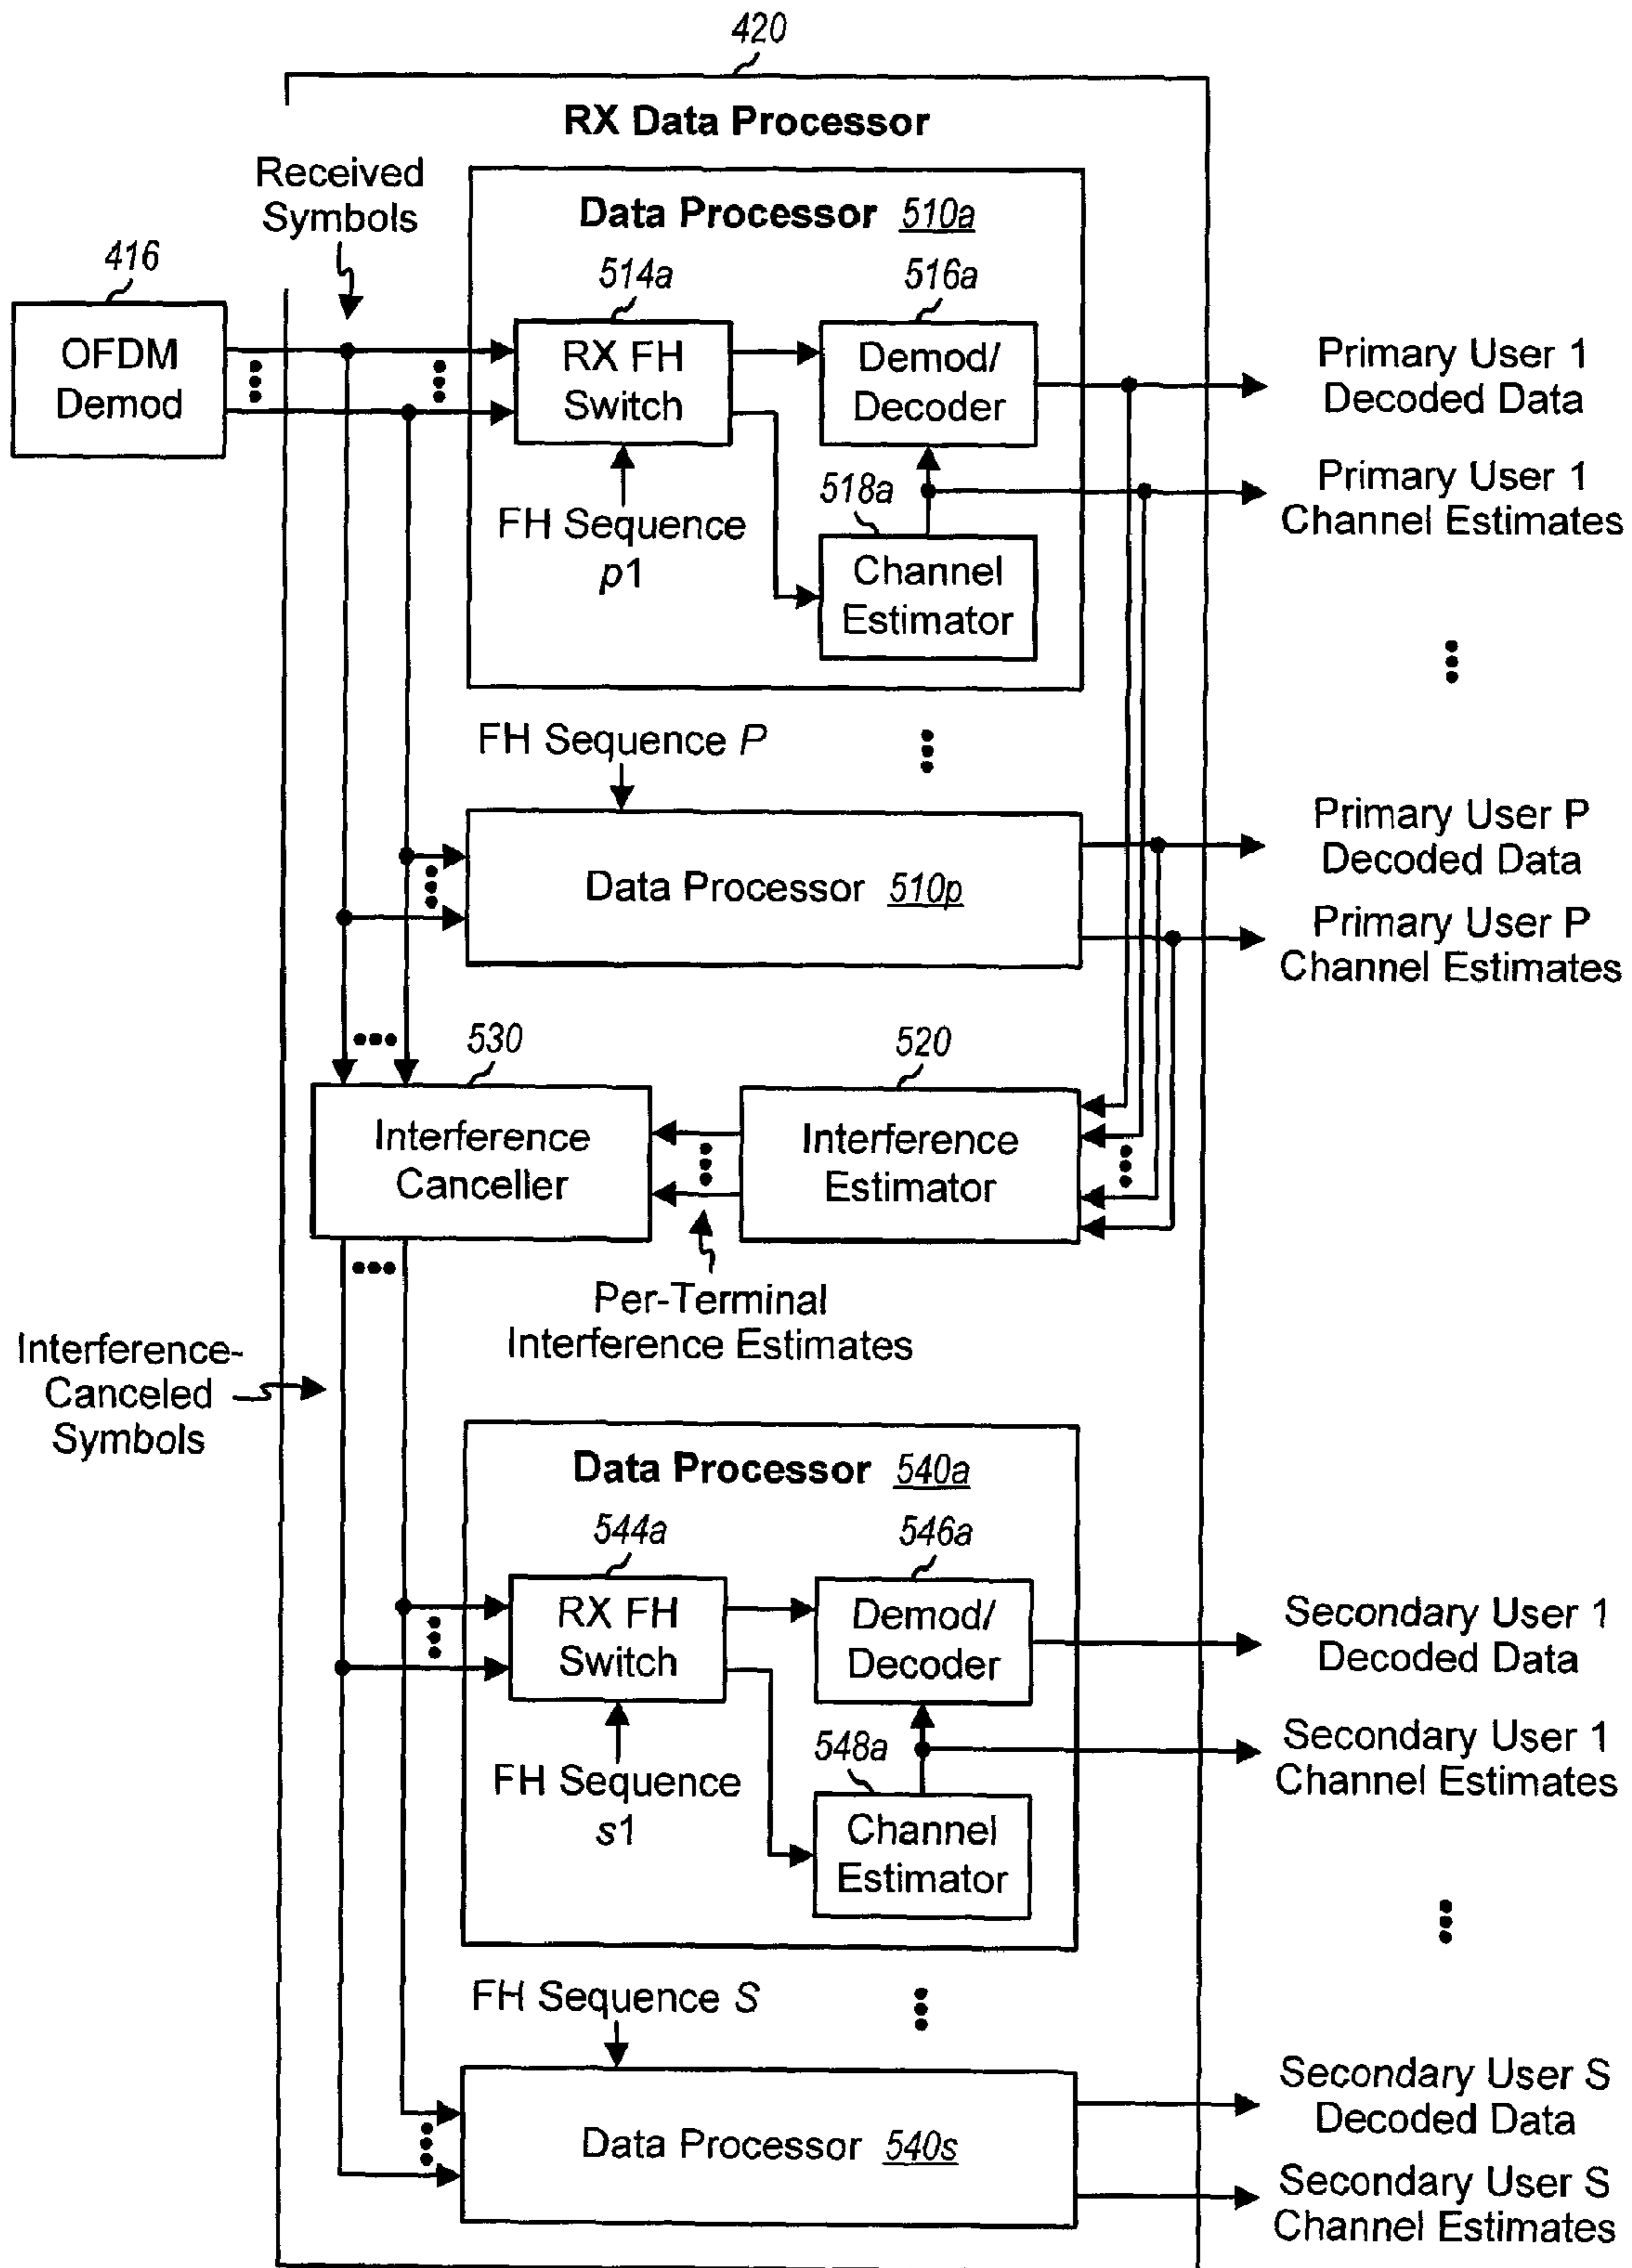 420
RX Data Processor
Received
Symbols
Data Processor 510a
416
514a
516a
OFDM
Demod
RX FH
Switch
Demod/
Decoder
Primary User 1
Decoded Data
518a
Primary User 1
Channel Estimates
FH Sequence
p1
Channel
Estimator
FH Sequence P
Data Processor 510p
Primary User P
Decoded Data
Primary User P
Channel Estimates
530
520
Interference
Canceller
Interference
Estimator
Per-Terminal
Interference Estimates
Interference-
Canceled
Symbols
Data Processor 540a
544a
546a
RX FH
Switch
Demod/
Decoder
Secondary User 1
Decoded Data
548a
Secondary User 1
Channel Estimates
FH Sequence
s1
Channel
Estimator
FH Sequence S
Data Processor 540s
Secondary User S
Decoded Data
Secondary User S
Channel Estimates